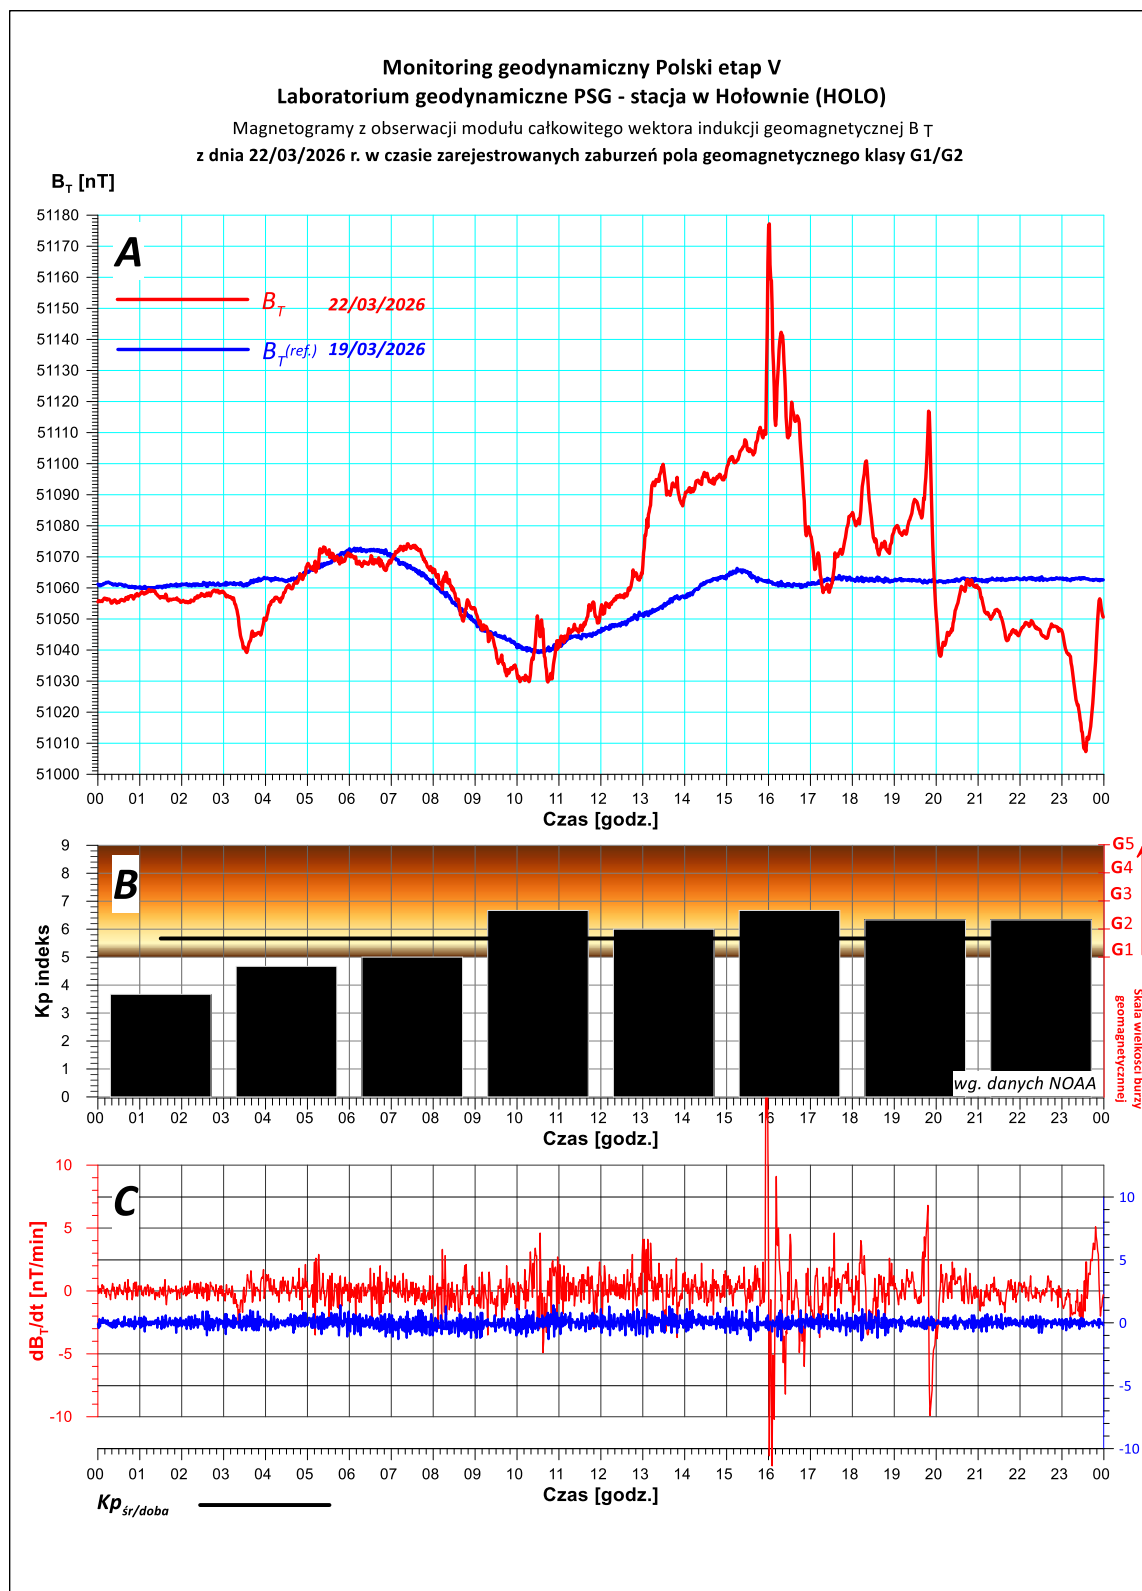 Monitoring geodynamiczny Polski etap V
Laboratorium geodynamiczne PSG - stacja w Hołownie (HOLO)
Magnetogramy z obserwacji modułu całkowitego wektora indukcji geomagnetycznej B T
z dnia 22/03/2026 r. w czasie zarejestrowanych zaburzeń pola geomagnetycznego klasy G1/G2
BT [nT]
51180
51170
51160
51150
51140
51130
51120
51110
51100
51090
51080
51070
51060
51050
51040
51030
51020
51010
51000
A
BT 22/03/2026
BT(ref.) 19/03/2026
00 01 02 03 04 05 06 07 08 09 10 11 12 13 14 15 16 17 18 19 20 21 22 23 00
Czas [godz.]
Kp indeks
9
8
7
6
5
4
3
2
1
0
B
G5
G4
G3
G2
G1
Skala wielkości burzy
geomagnetycznnej
wg. danych NOAA
00 01 02 03 04 05 06 07 08 09 10 11 12 13 14 15 16 17 18 19 20 21 22 23 00
Czas [godz.]
dBT/dt [nT/min]
10
5
0
-5
-10
C
10
5
0
-5
-10
00 01 02 03 04 05 06 07 08 09 10 11 12 13 14 15 16 17 18 19 20 21 22 23 00
Czas [godz.]
Kpśr/doba